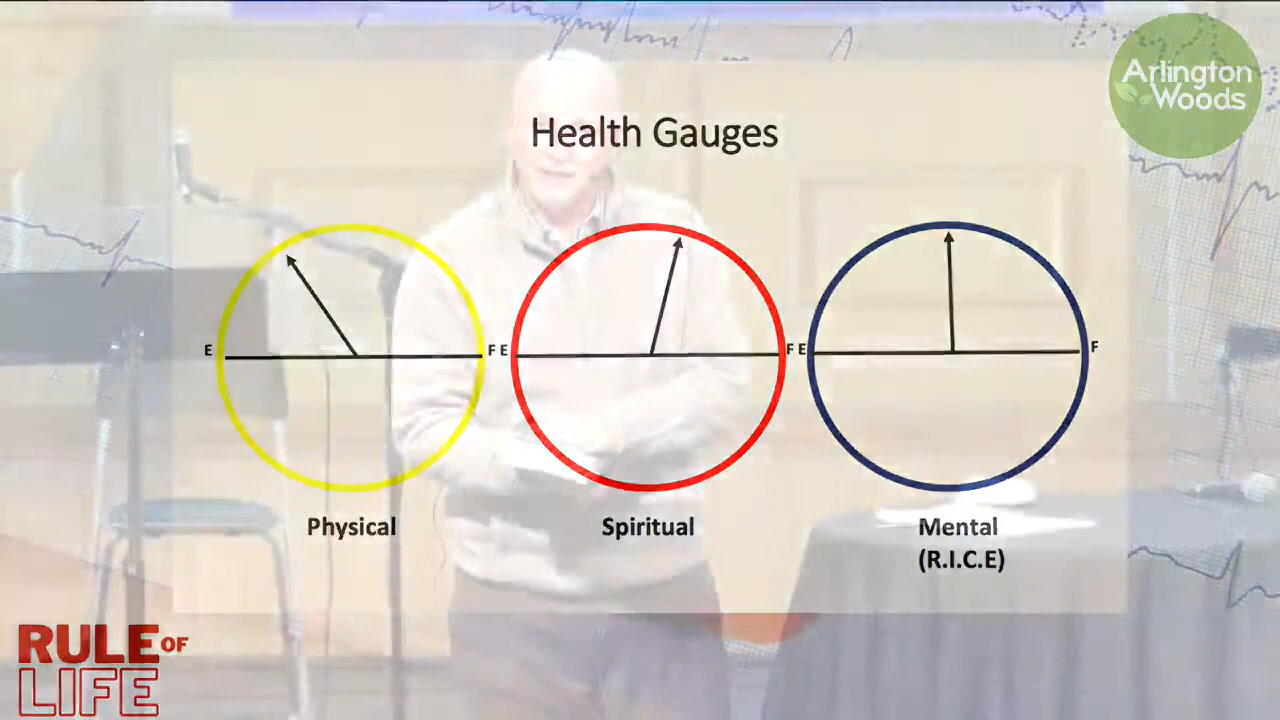 Arlington
Woods
Health Gauges
E F E F E F
Physical Spiritual Mental
(R.I.C.E)
RULE OF
LIFE